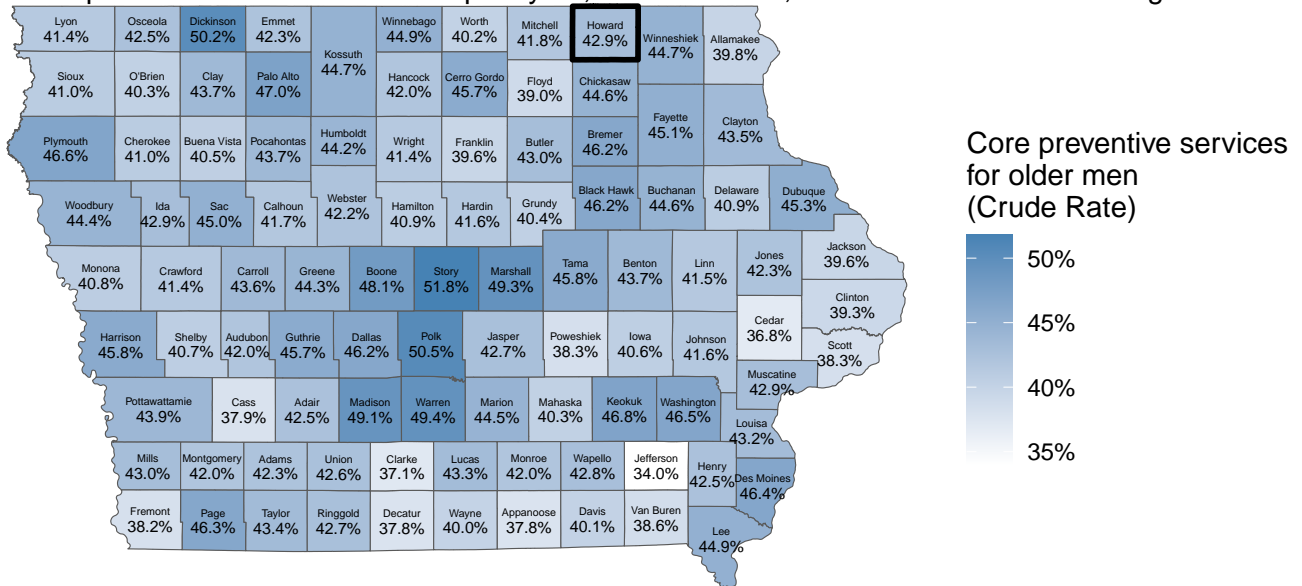 Lyon
41.4%
Osceola
42.5%
Dickinson
50.2%
Emmet
42.3%
Kossuth
44.7%
Winnebago
44.9%
Worth
40.2%
Mitchell
41.8%
Howard
42.9%
Winneshiek
44.7%
Allamakee
39.8%
Sioux
41.0%
O'Brien
40.3%
Clay
43.7%
Palo Alto
47.0%
Hancock
42.0%
Cerro Gordo
45.7%
Floyd
39.0%
Chickasaw
44.6%
Fayette
45.1%
Clayton
43.5%
Plymouth
46.6%
Cherokee
41.0%
Buena Vista
40.5%
Pocahontas
43.7%
Humboldt
44.2%
Wright
41.4%
Franklin
39.6%
Butler
43.0%
Bremer
46.2%
Woodbury
44.4%
Ida
42.9%
Sac
45.0%
Calhoun
41.7%
Webster
42.2%
Hamilton
40.9%
Hardin
41.6%
Grundy
40.4%
Black Hawk
46.2%
Buchanan
44.6%
Delaware
40.9%
Dubuque
45.3%
Monona
40.8%
Crawford
41.4%
Carroll
43.6%
Greene
44.3%
Boone
48.1%
Story
51.8%
Marshall
49.3%
Tama
45.8%
Benton
43.7%
Linn
41.5%
Jones
42.3%
Jackson
39.6%
Clinton
39.3%
Harrison
45.8%
Shelby
40.7%
Audubon
42.0%
Guthrie
45.7%
Dallas
46.2%
Polk
50.5%
Jasper
42.7%
Poweshiek
38.3%
Iowa
40.6%
Johnson
41.6%
Cedar
36.8%
Scott
38.3%
Muscatine
42.9%
Pottawattamie
43.9%
Cass
37.9%
Adair
42.5%
Madison
49.1%
Warren
49.4%
Marion
44.5%
Mahaska
40.3%
Keokuk
46.8%
Washington
46.5%
Louisa
43.2%
Mills
43.0%
Montgomery
42.0%
Adams
42.3%
Union
42.6%
Clarke
37.1%
Lucas
43.3%
Monroe
42.0%
Wapello
42.8%
Jefferson
34.0%
Henry
42.5%
Des Moines
46.4%
Fremont
38.2%
Page
46.3%
Taylor
43.4%
Ringgold
42.7%
Decatur
37.8%
Wayne
40.0%
Appanoose
37.8%
Davis
40.1%
Van Buren
38.6%
Lee
44.9%
Core preventive services
for older men
(Crude Rate)
50%
45%
40%
35%